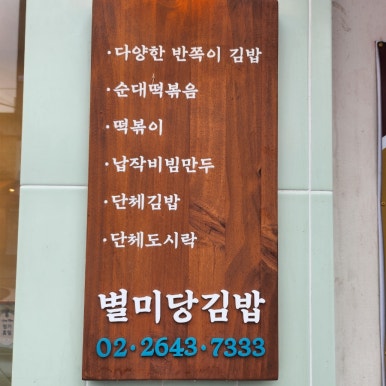 ·다양한 반쪽이 김밥
·순대떡볶음
·떡볶이
·납작비빔만두
·단체김밥
·단체도시락
별미당김밥
02·2643·7333